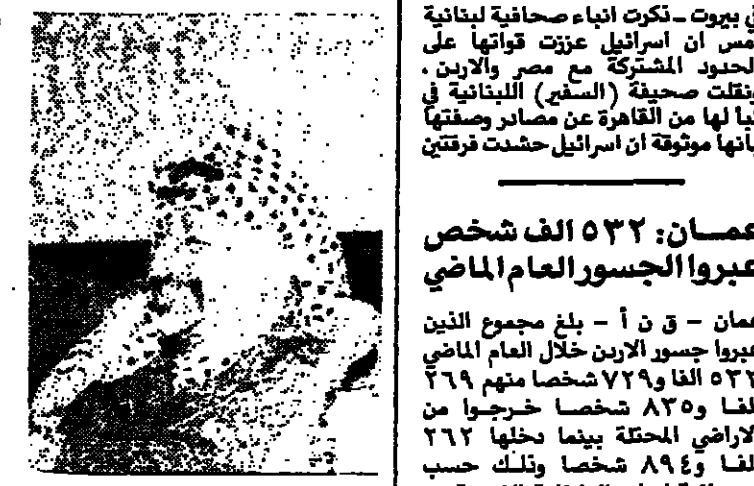 في بيروت - ذكرت انباء صحافية لبنانية
امس ان اسرائيل عززت قواتها على
الحدود المشتركة مع مصر والاردن .
ونقلت صحيفة (السفير) اللبنانية في
نبأ لها من القاهرة عن مصادر وصفتها
بأنها موثوقة ان اسرائيل حشدت فرقتين
عمــان: ٥٣٢ الف شخص
عبروا الجسور العام الماضي
عمان - ق ن أ - بلغ مجموع الذين
عبروا جسور الاردن خلال العام الماضي
٥٣٢ الفا و٧٢٩ شخصا منهم ٢٦٩
الفا و٨٣٥ شخصا خرجوا من
الاراضي المحتلة بينما دخلها ٢٦٢
الفا و٨٩٤ شخصا وذلك حسب